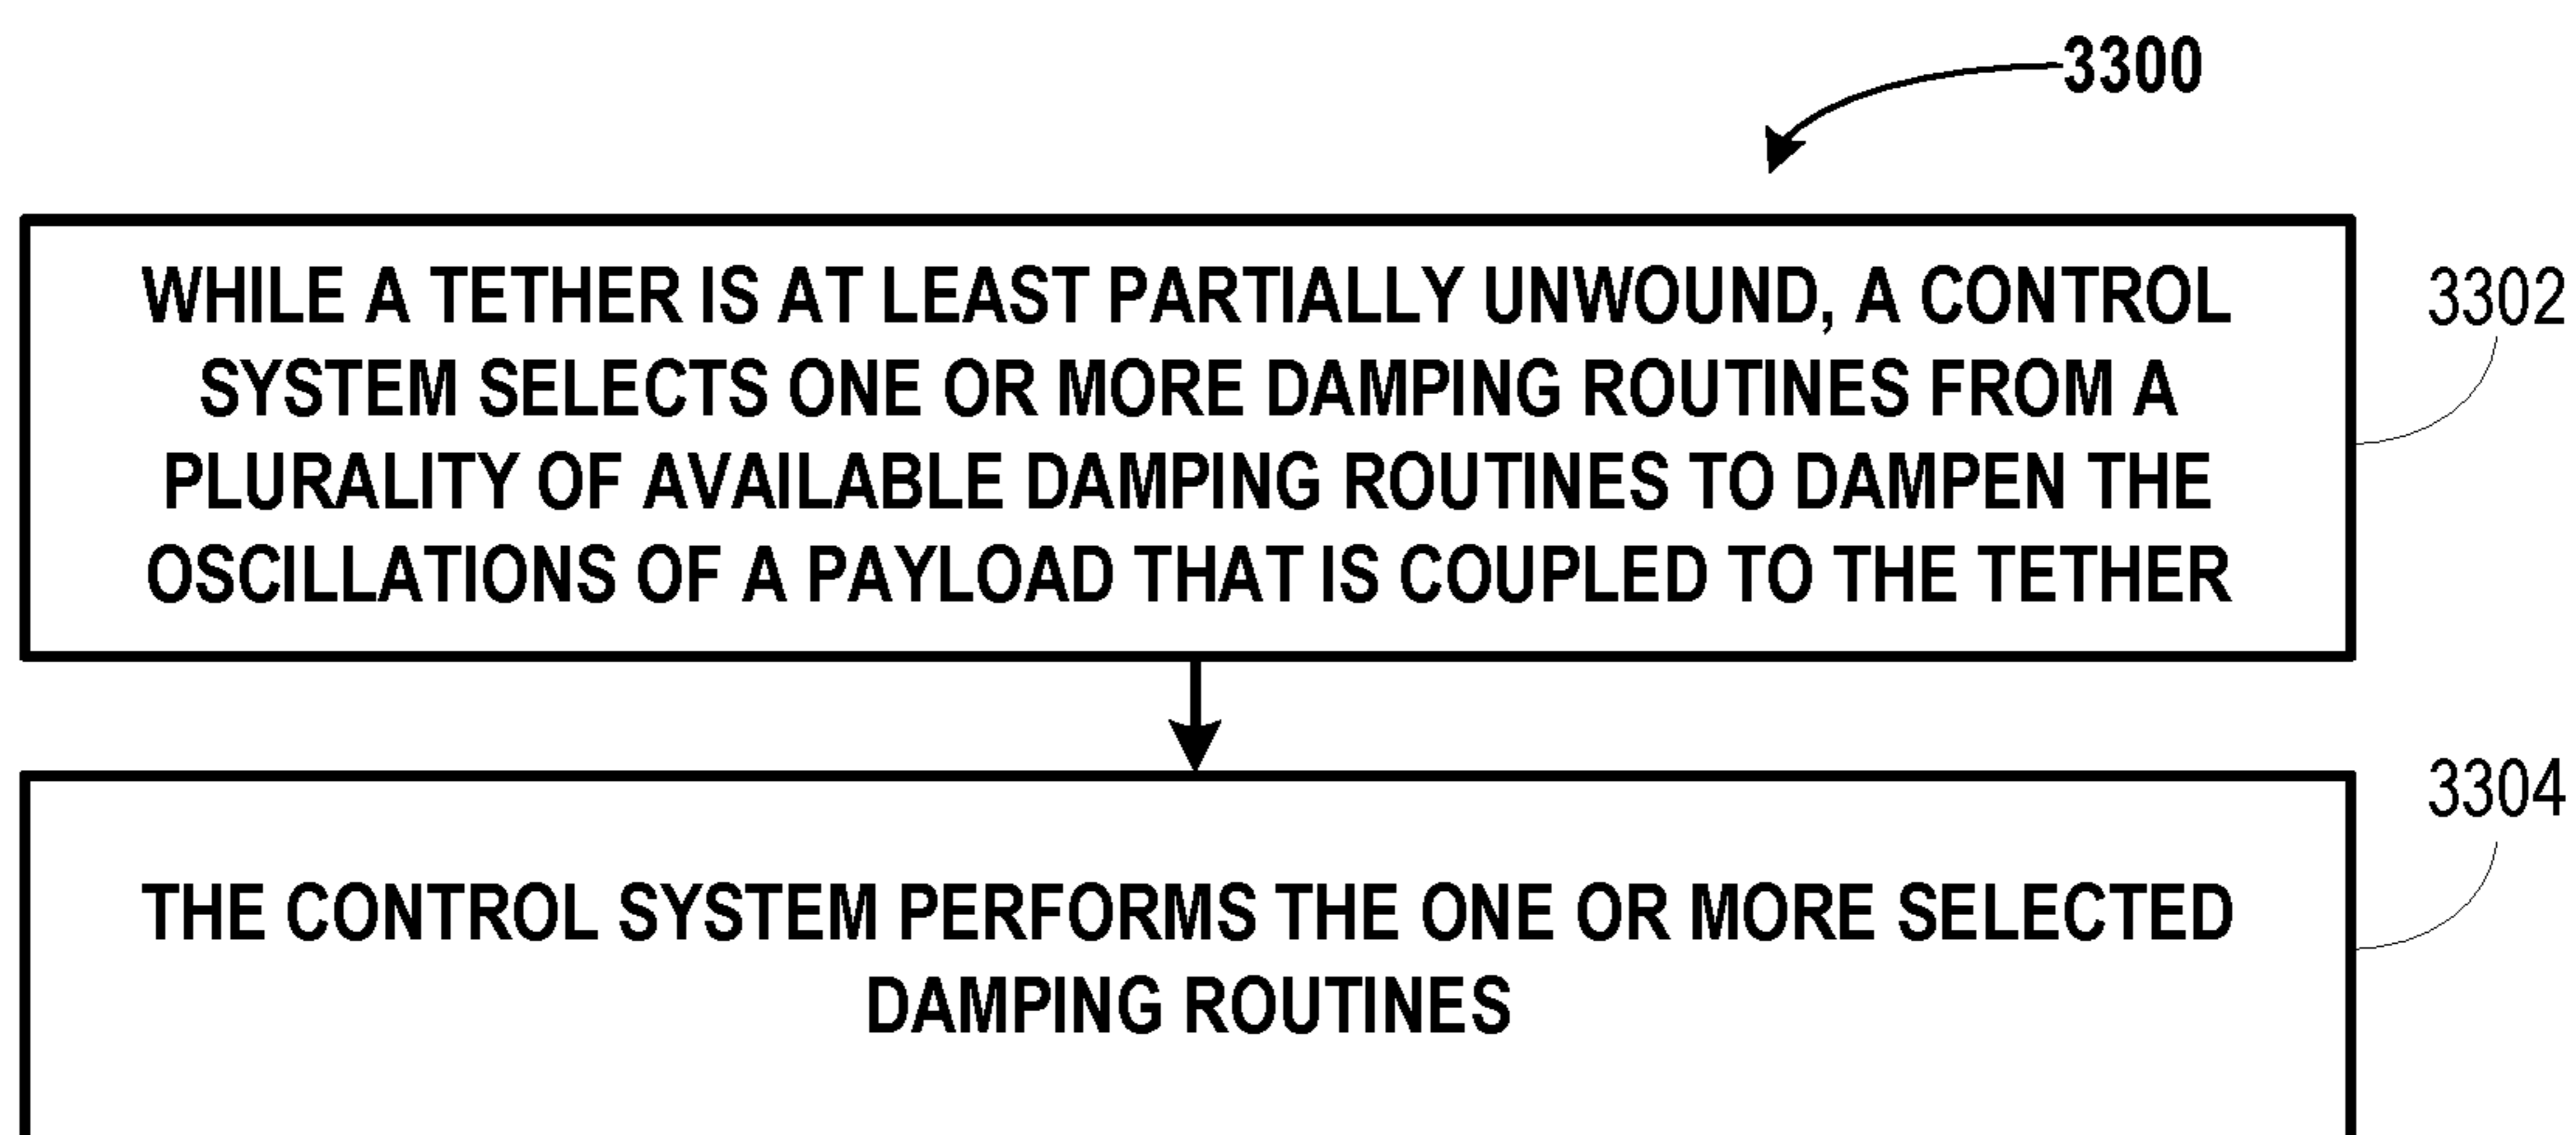 3300
WHILE A TETHER IS AT LEAST PARTIALLY UNWOUND, A CONTROL
SYSTEM SELECTS ONE OR MORE DAMPING ROUTINES FROM A
PLURALITY OF AVAILABLE DAMPING ROUTINES TO DAMPEN THE
OSCILLATIONS OF A PAYLOAD THAT IS COUPLED TO THE TETHER
3302
3304
THE CONTROL SYSTEM PERFORMS THE ONE OR MORE SELECTED
DAMPING ROUTINES